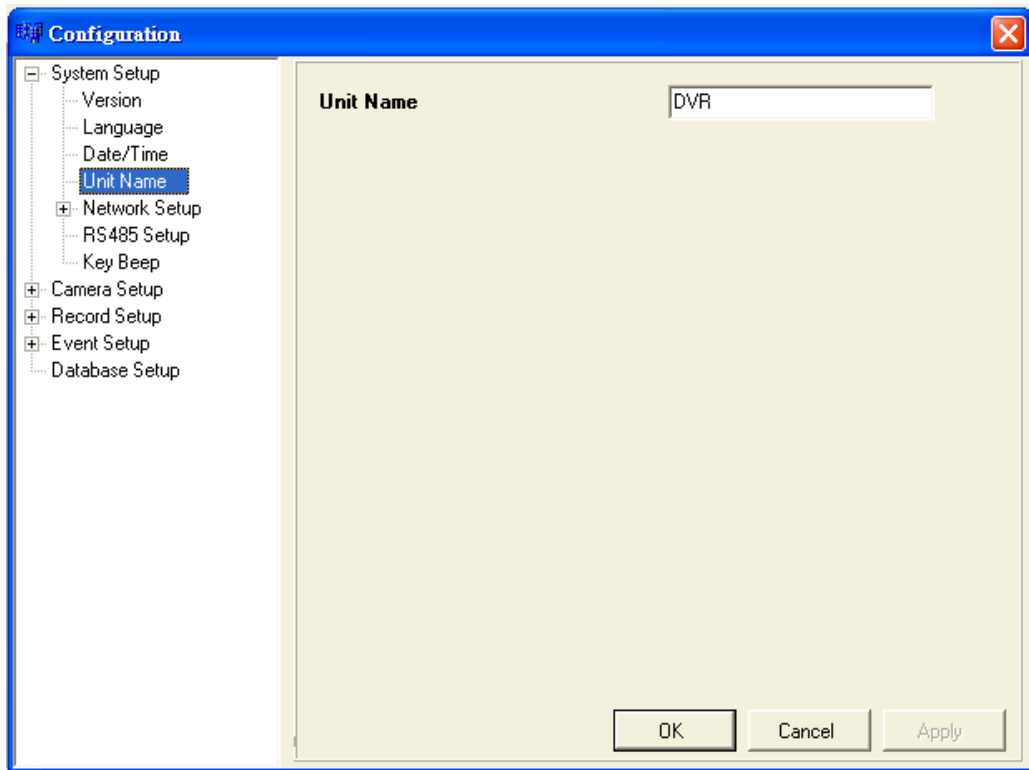 Configuration
System Setup
Version
Language
Date/Time
Unit Name
Network Setup
RS485 Setup
Key Beep
Camera Setup
Record Setup
Event Setup
Database Setup
Unit Name
DVR
OK
Cancel
Apply